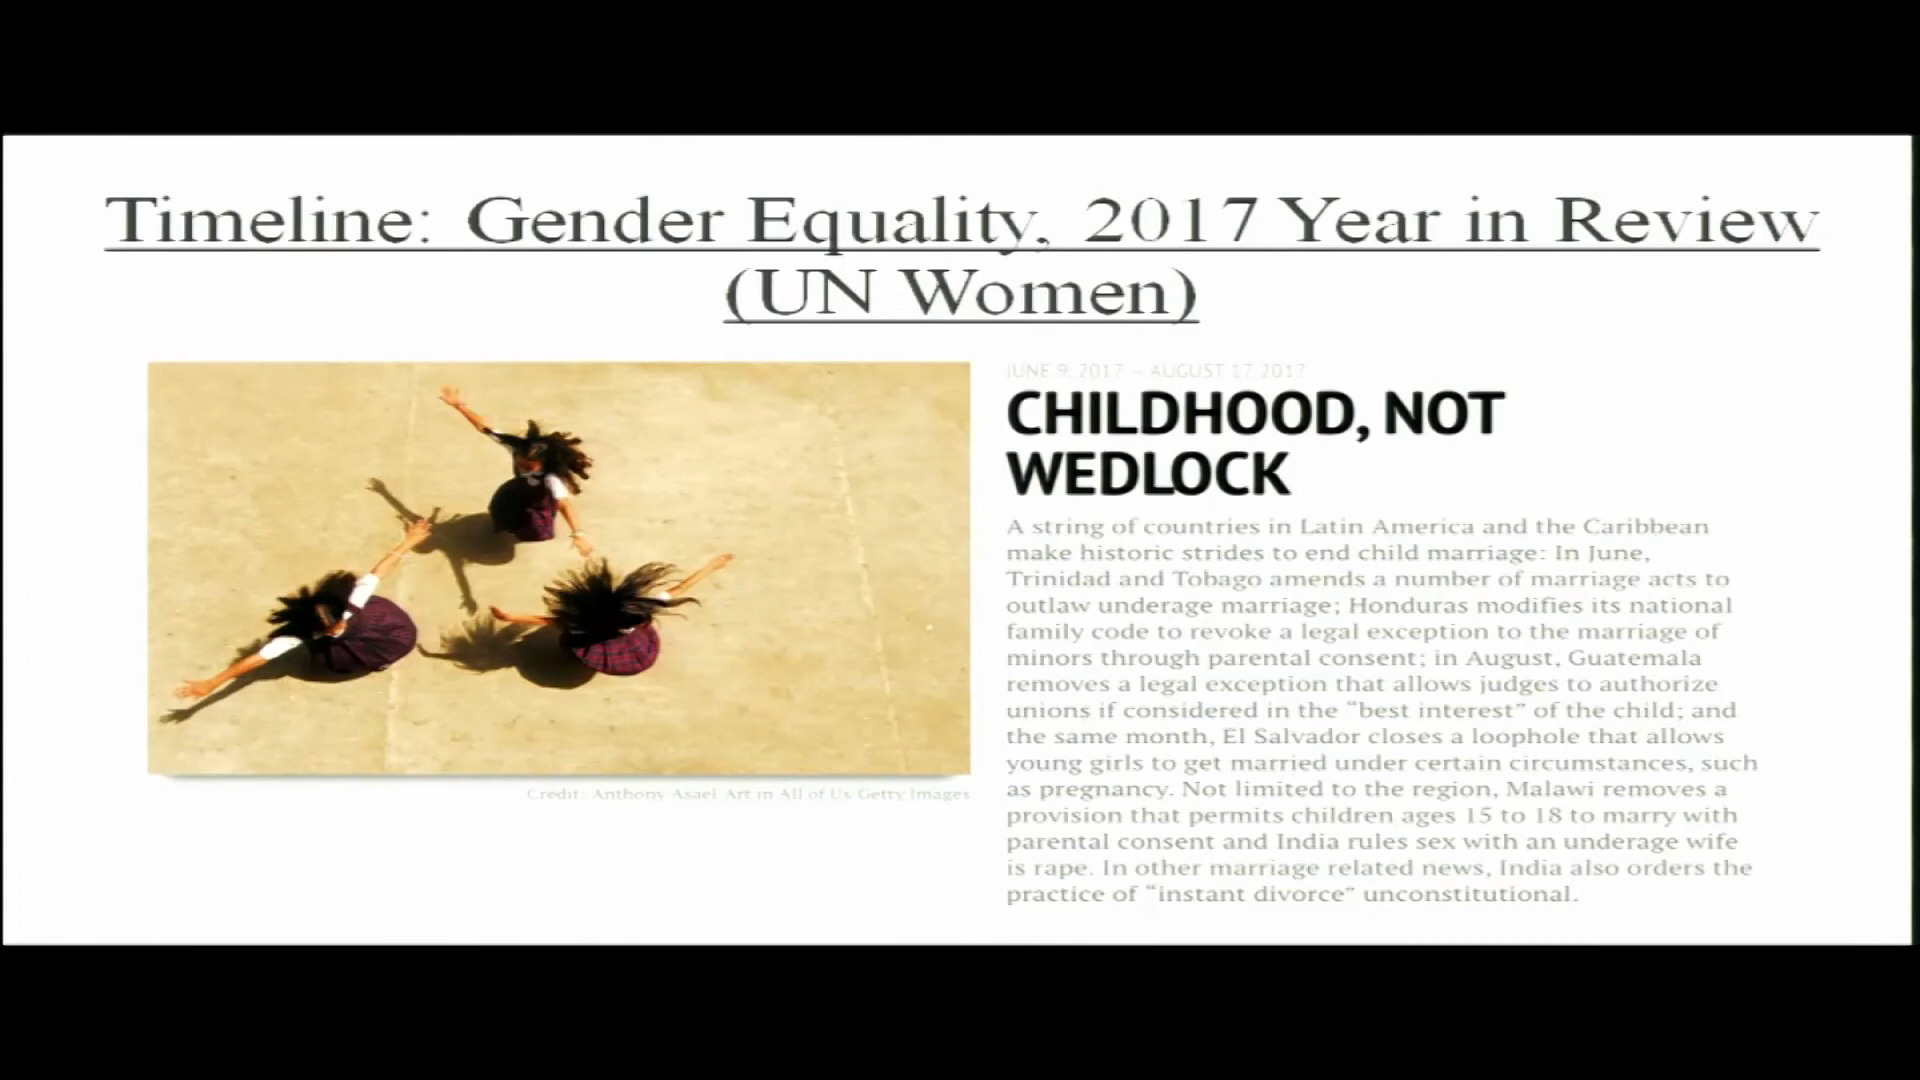 Timeline: Gender Equality, 2017 Year in Review
(UN Women)
JUNE 9, 2017 - AUGUST 17, 2017
CHILDHOOD, NOT
WEDLOCK
A string of countries in Latin America and the Caribbean
make historic strides to end child marriage: In June,
Trinidad and Tobago amends a number of marriage acts to
outlaw underage marriage; Honduras modifies its national
family code to revoke a legal exception to the marriage of
minors through parental consent; in August, Guatemala
removes a legal exception that allows judges to authorize
unions if considered in the “best interest” of the child; and
the same month, El Salvador closes a loophole that allows
young girls to get married under certain circumstances, such
as pregnancy. Not limited to the region, Malawi removes a
provision that permits children ages 15 to 18 to marry with
parental consent and India rules sex with an underage wife
is rape. In other marriage related news, India also orders the
practice of “instant divorce” unconstitutional.
Credit: Anthony Asael Art in All of Us Getty Images